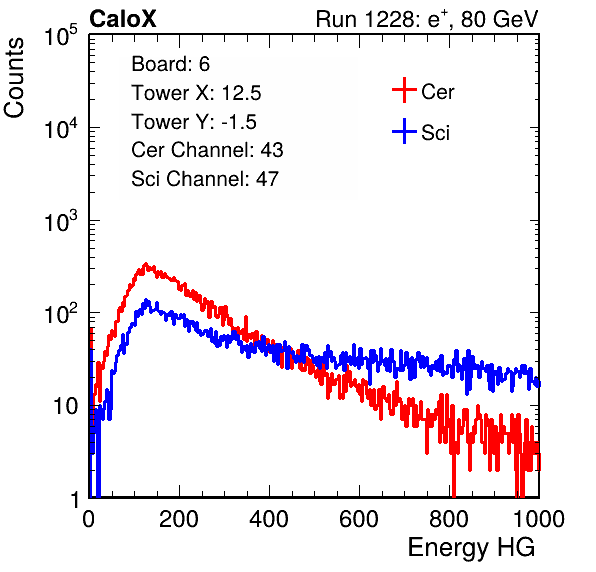 CaloX Run 1228: e⁺, 80 GeV
Board: 6
Tower X: 12.5
Tower Y: -1.5
Cer Channel: 43
Sci Channel: 47
Cer
Sci
Counts
10⁵
10⁴
10³
10²
10
1
0 200 400 600 800 1000
Energy HG